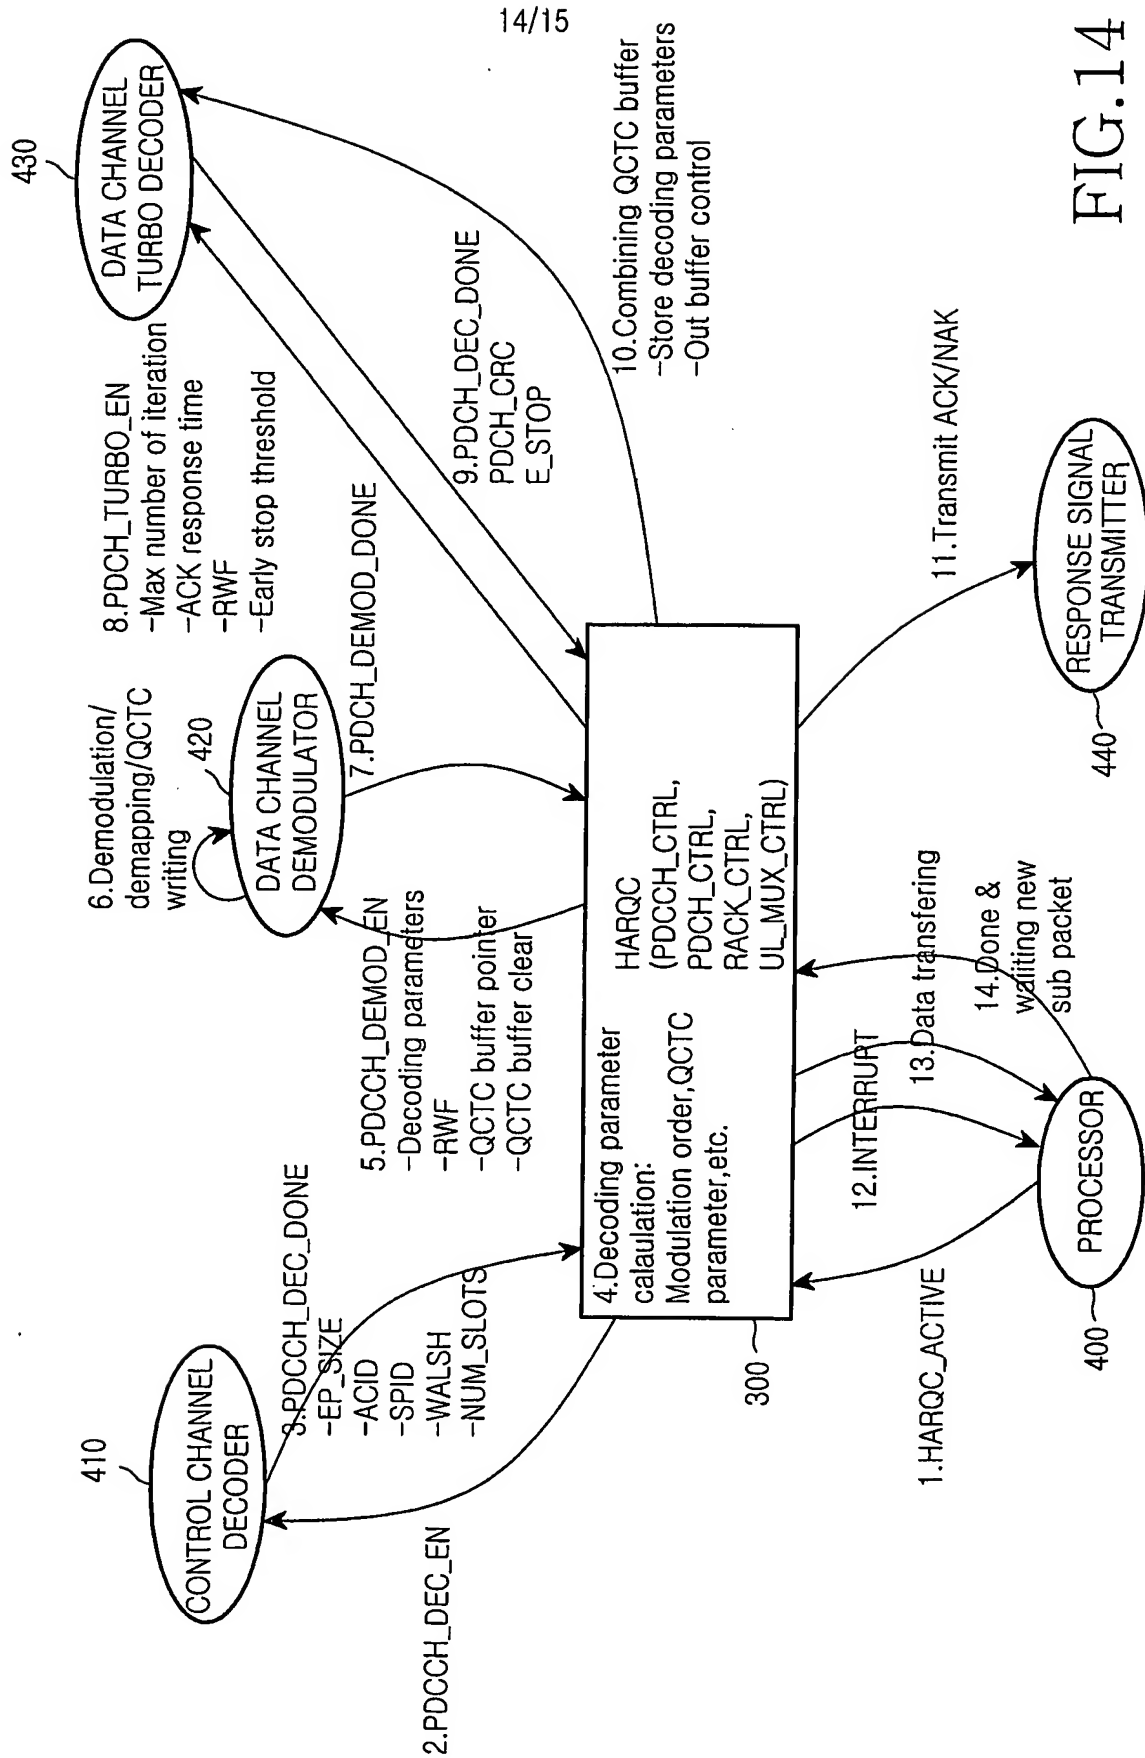 14/15
410
CONTROL CHANNEL
DECODER
2.PDCCH_DEC_EN
3.PDCCH_DEC_DONE
-EP_SIZE
-ACID
-SPID
-WALSH
-NUM_SLOTS
6.Demodulation/
demapping/QCTC
writing
420
DATA CHANNEL
DEMODULATOR
5.PDCCH_DEMOD_EN
-Decoding parameters
-RWF
-QCTC buffer pointer
-QCTC buffer clear
7.PDCH_DEMOD_DONE
8.PDCH_TURBO_EN
-Max number of iteration
-ACK response time
-RWF
-Early stop threshold
430
DATA CHANNEL
TURBO DECODER
9.PDCH_DEC_DONE
PDCH_CRC
E_STOP
10.Combining QCTC buffer
-Store decoding parameters
-Out buffer control
300
4.Decoding parameter
calaulation:
Modulation order,QCTC
parameter,etc.
HARQC
(PDCCH_CTRL,
PDCH_CTRL,
RACK_CTRL,
UL_MUX_CTRL)
1.HARQC_ACTIVE
12.INTERRUPT
13.Data transfering
14.Done &
waiiting new
sub packet
400
PROCESSOR
11.Transmit ACK/NAK
440
RESPONSE SIGNAL
TRANSMITTER
FIG.14